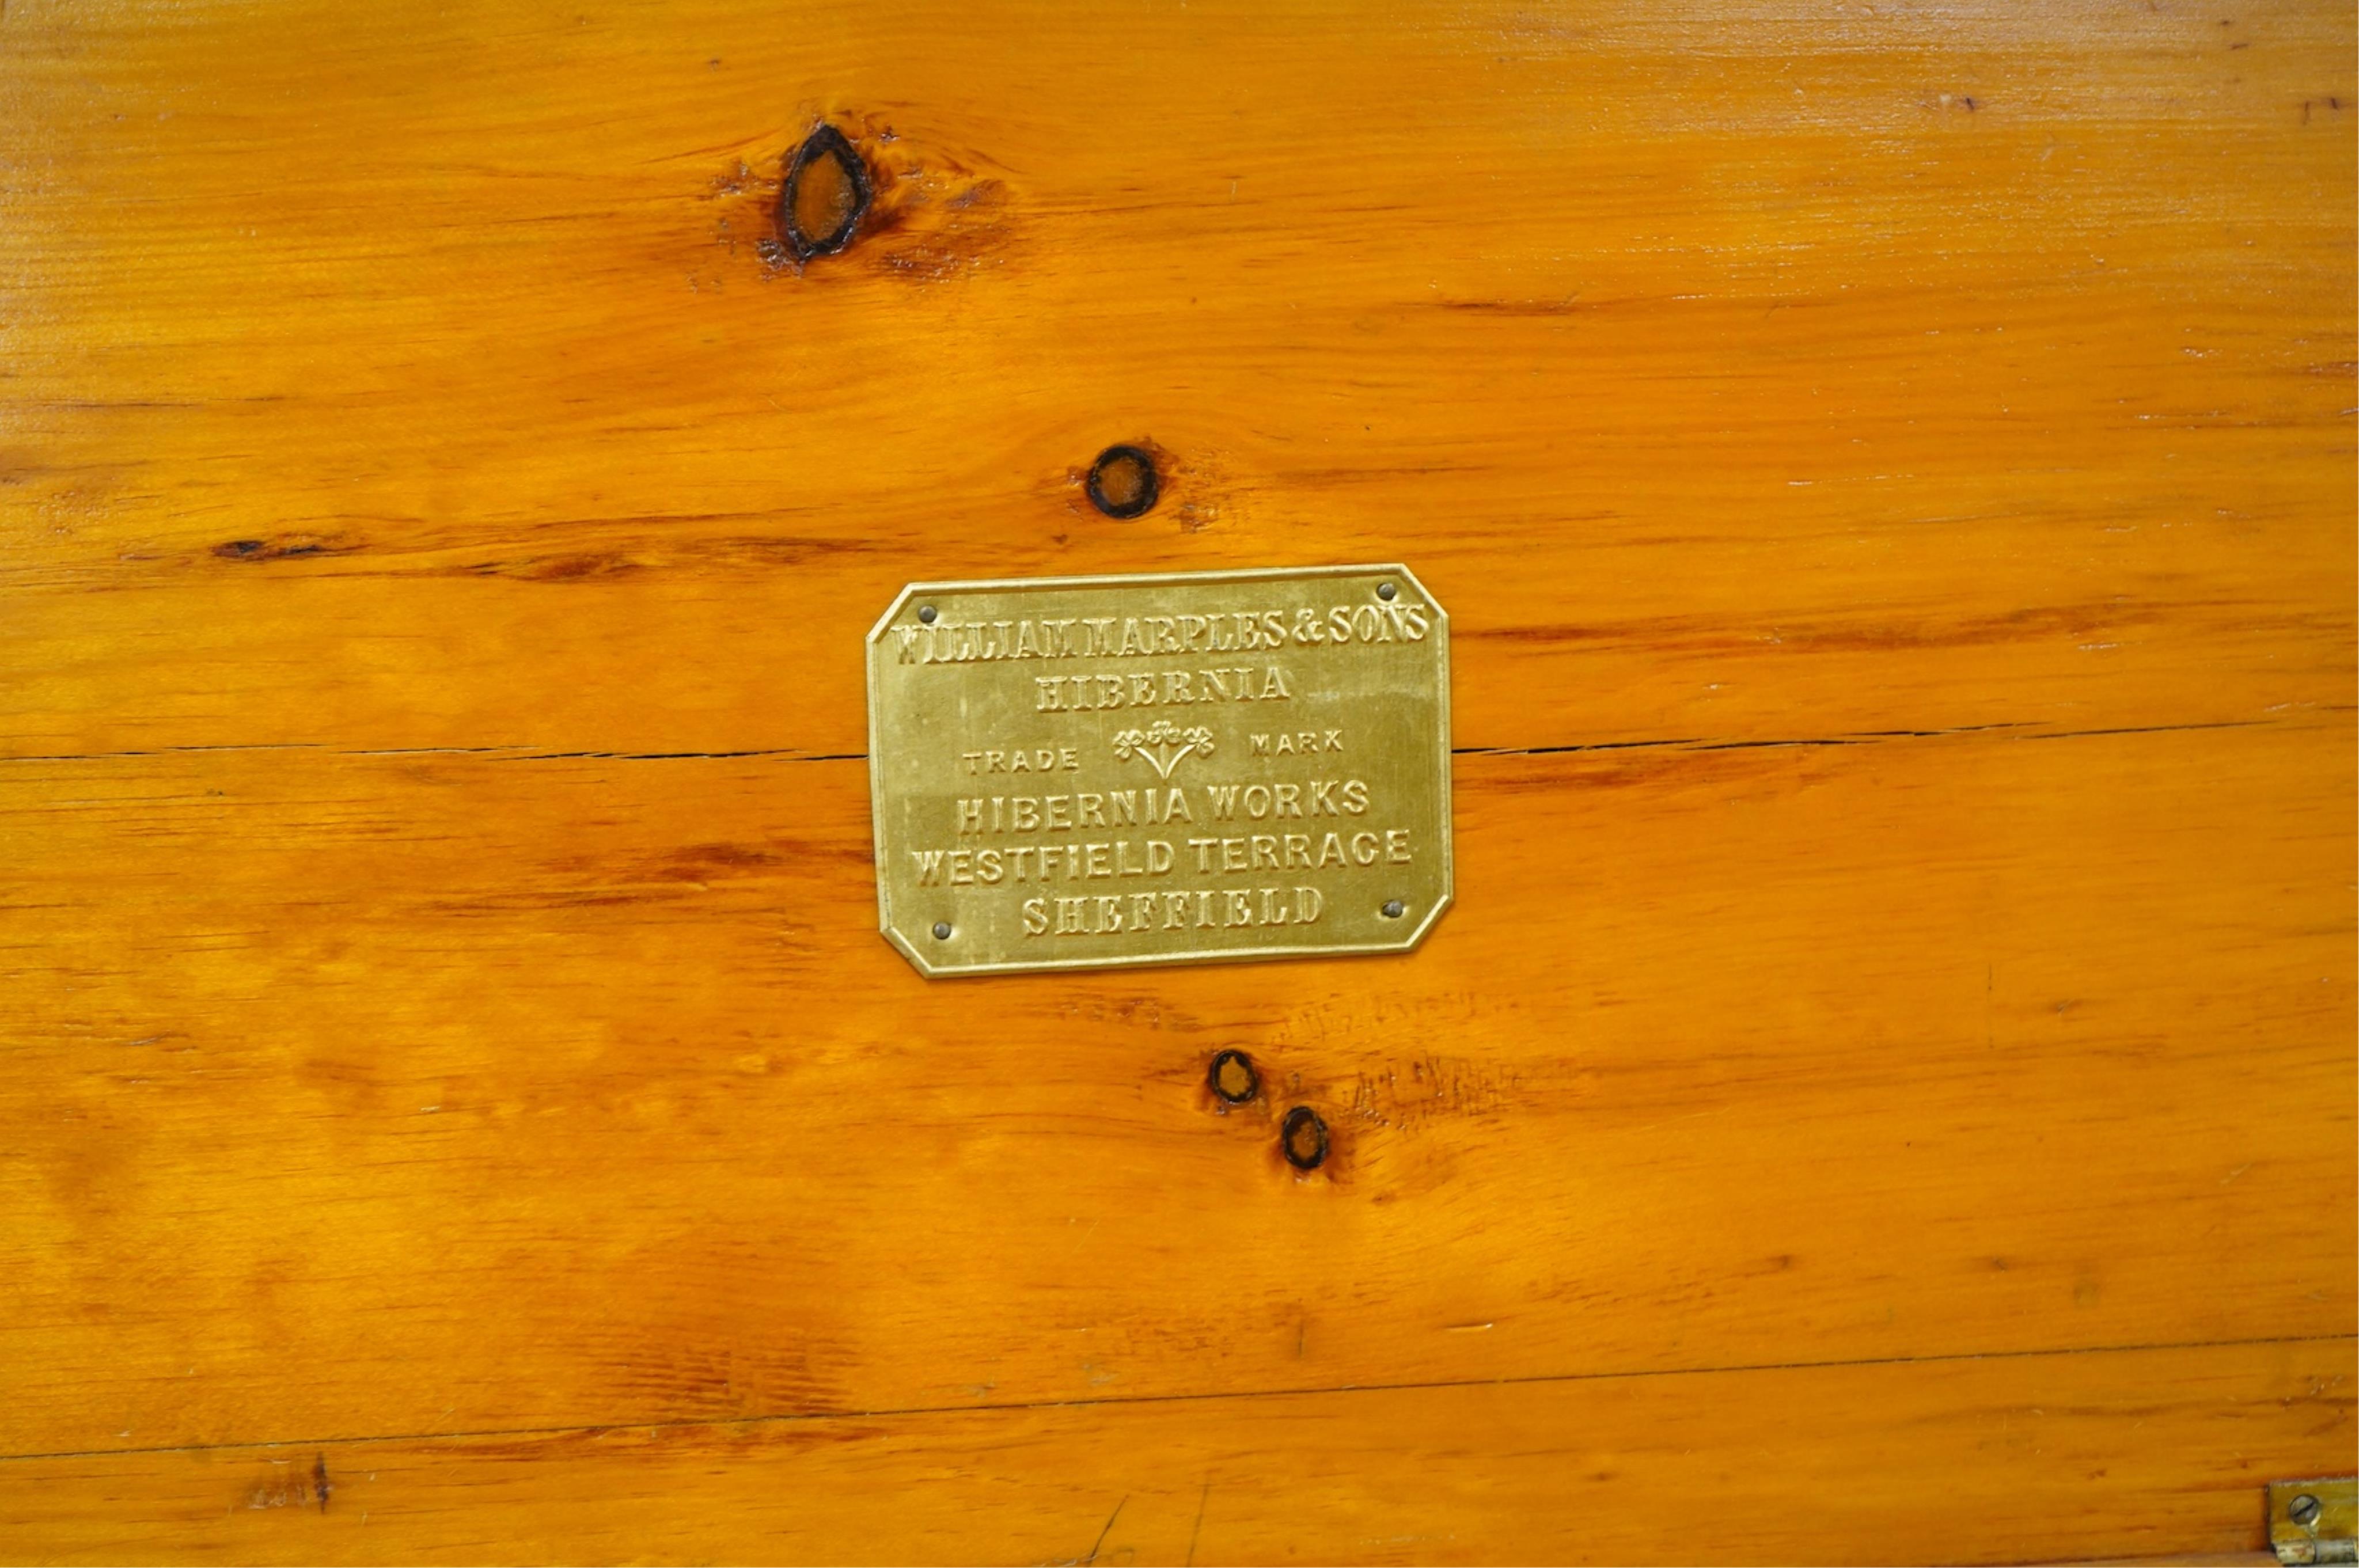 WILLIAM MARPLES & SONS
HIBERNIA
TRADE MARK
HIBERNIA WORKS
WESTFIELD TERRACE
SHEFFIELD